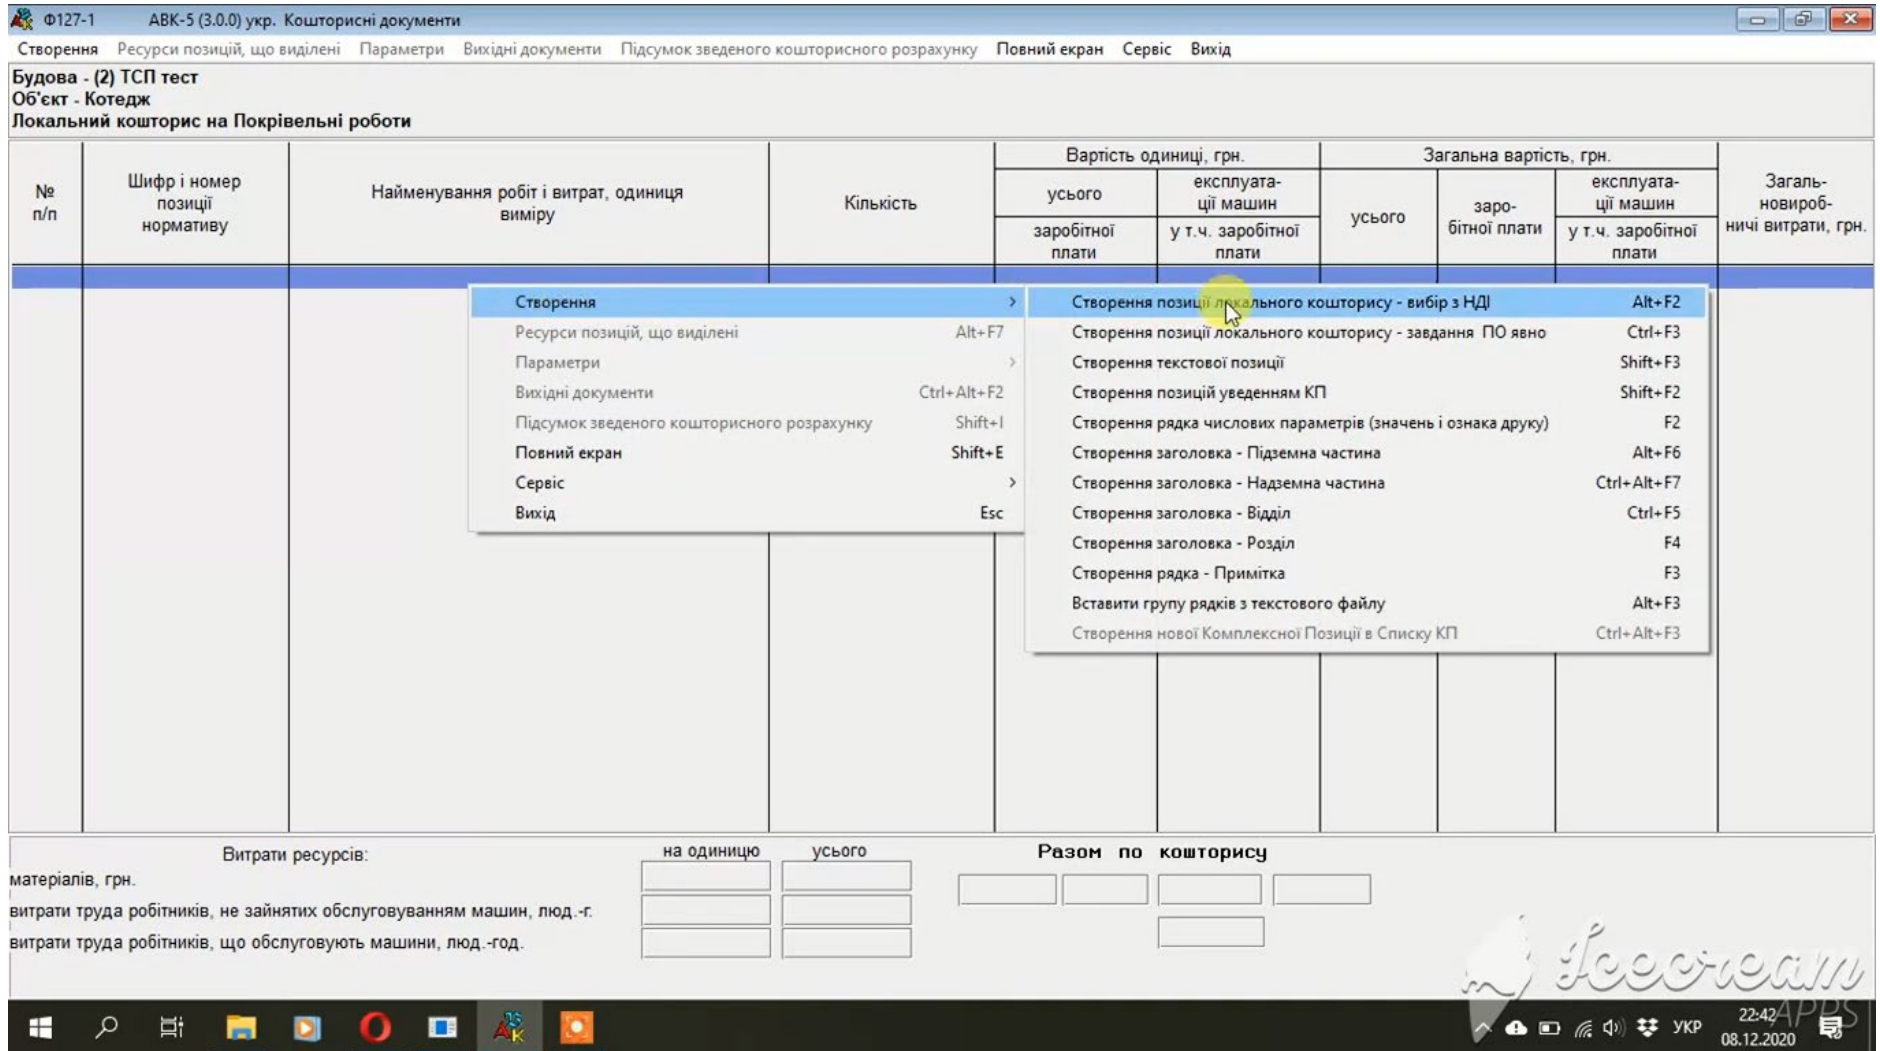 Ф127-1 АВК-5 (3.0.0) укр. Кошторисні документи
Створення Ресурси позицій, що виділені Параметри Вихідні документи Підсумок зведеного кошторисного розрахунку Повний екран Сервіс Вихід
Будова - (2) ТСП тест
Об'єкт - Котедж
Локальний кошторис на Покрівельні роботи
№ п/п
Шифр і номер
позиції
нормативу
Найменування робіт і витрат, одиниця
виміру
Кількість
Вартість одиниці, грн.
усього
заробітної
плати
експлуата-
ції машин
у т.ч. заробітної
плати
Загальна вартість, грн.
усього
заро-
бітної плати
експлуата-
ції машин
у т.ч. заробітної
плати
Загаль-
новироб-
ничі витрати, грн.
Створення
Ресурси позицій, що виділені Alt+F7
Параметри
Вихідні документи Ctrl+Alt+F2
Підсумок зведеного кошторисного розрахунку Shift+I
Повний екран Shift+E
Сервіс
Вихід Esc
Створення позиції локального кошторису - вибір з НДІ Alt+F2
Створення позиції локального кошторису - завдання ПО явно Ctrl+F3
Створення текстової позиції Shift+F3
Створення позицій уведенням КП Shift+F2
Створення рядка числових параметрів (значень і ознака друку) F2
Створення заголовка - Підземна частина Alt+F6
Створення заголовка - Надземна частина Ctrl+Alt+F7
Створення заголовка - Відділ Ctrl+F5
Створення заголовка - Розділ F4
Створення рядка - Примітка F3
Вставити групу рядків з текстового файлу Alt+F3
Створення нової Комплексної Позиції в Списку КП Ctrl+Alt+F3
Витрати ресурсів: на одиницю усього
матеріалів, грн.
витрати труда робітників, не зайнятих обслуговуванням машин, люд.-г.
витрати труда робітників, що обслуговують машини, люд.-год.
Разом по кошторису
Icecream
APPS
УКР
22:42
08.12.2020